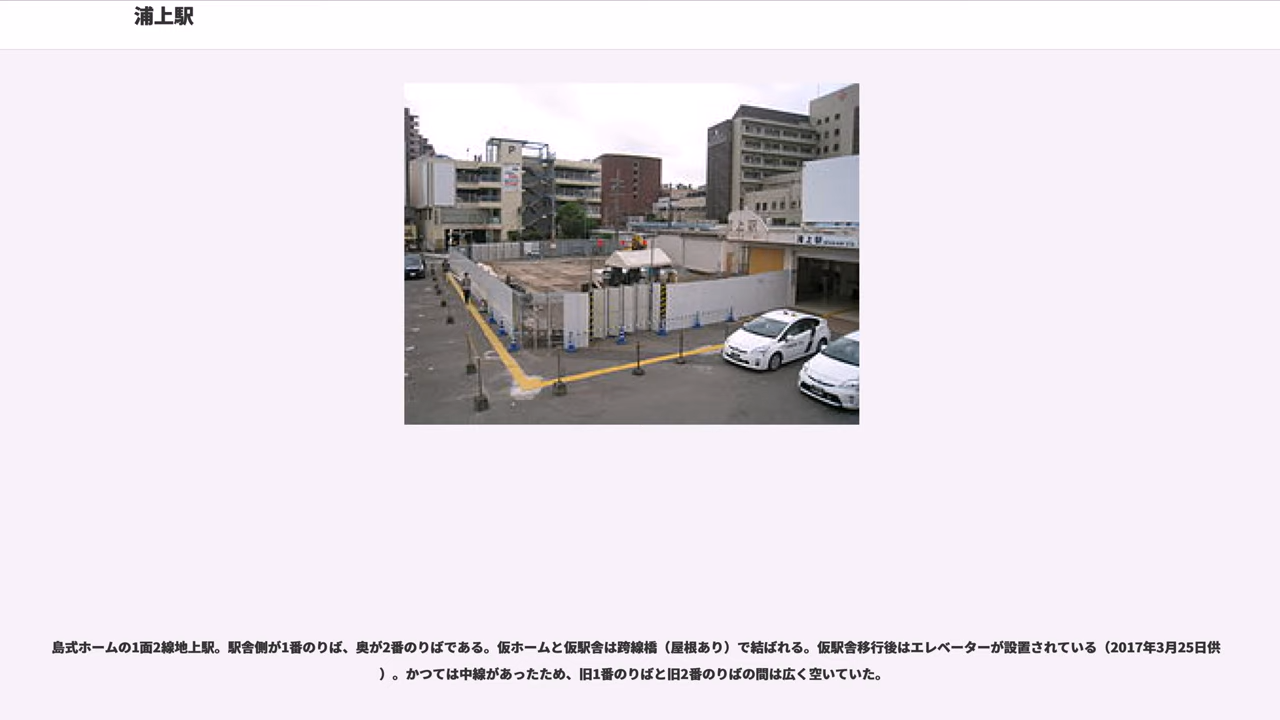 浦上駅
P
浦上駅
島式ホームの1面2線地上駅。駅舎側が1番のりば、奥が2番のりばである。仮ホームと仮駅舎は跨線橋（屋根あり）で結ばれる。仮駅舎移行後はエレベーターが設置されている（2017年3月25日供
）。かつては中線があったため、旧1番のりばと旧2番のりばの間は広く空いていた。